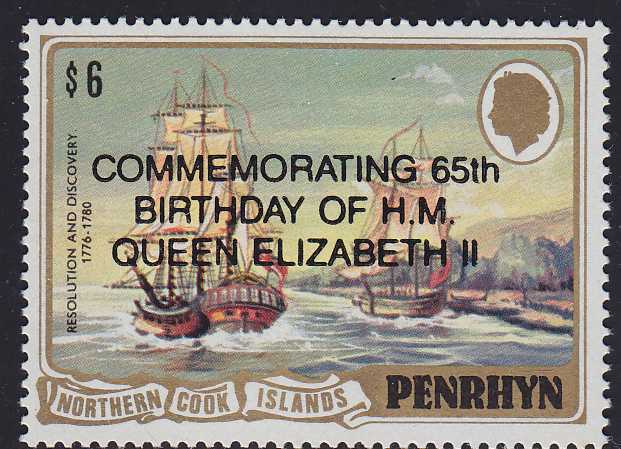 $6
RESOLUTION AND DISCOVERY.
1776-1780
COMMEMORATING 65th
BIRTHDAY OF H.M.
QUEEN ELIZABETH II
NORTHERN COOK ISLANDS
PENRHYN